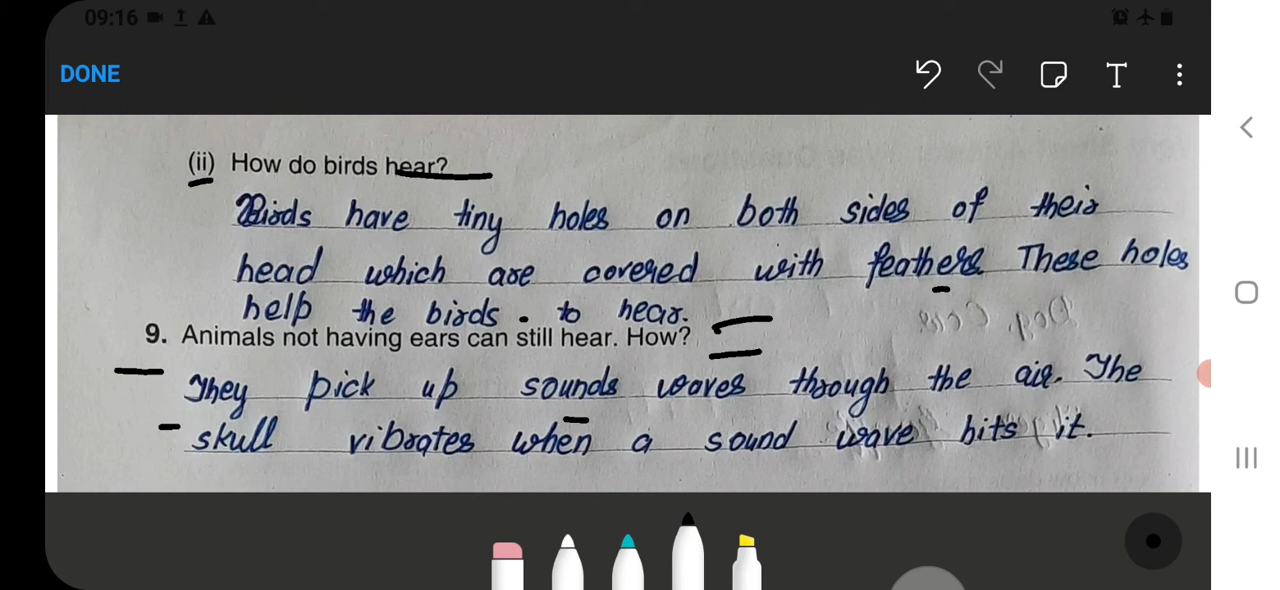 09:16
DONE
T
(ii) How do birds hear?
Birds have tiny holes on both sides of their
head which are covered with feathers. These holes
help the birds to hear.
9. Animals not having ears can still hear. How?
They pick up sounds waves through the air. The
skull vibrates when a sound wave hits it.